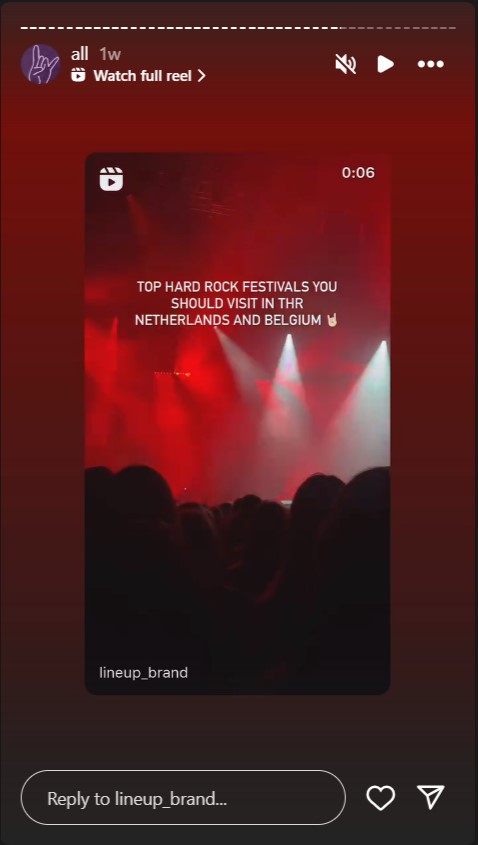 all 1w
Watch full reel
0:06
TOP HARD ROCK FESTIVALS YOU
SHOULD VISIT IN THR
NETHERLANDS AND BELGIUM 🤘🏻
lineup_brand
Reply to lineup_brand...